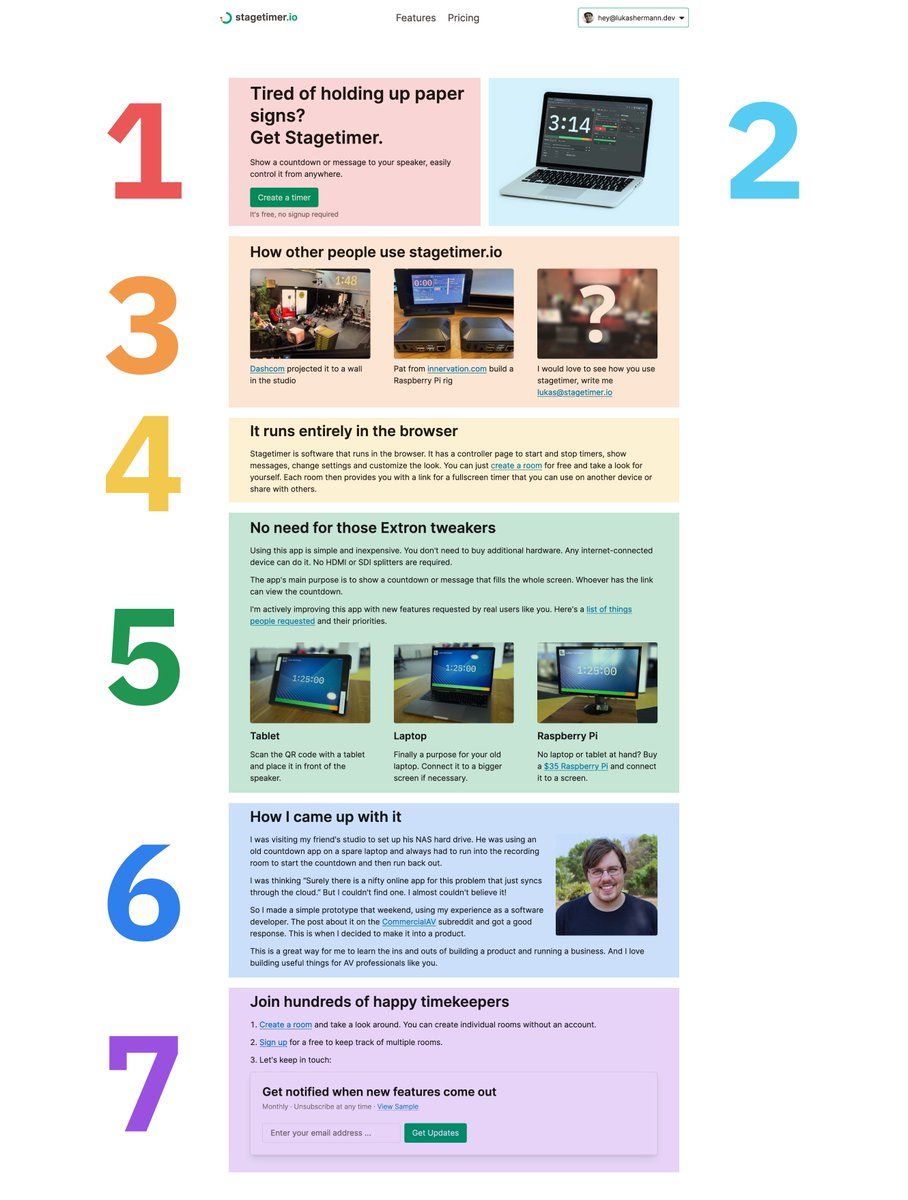 stagetimer.io
Features Pricing
hey@lukashermann.dev
1
Tired of holding up paper
signs?
Get Stagetimer.
Show a countdown or message to your speaker, easily
control it from anywhere.
Create a timer
It's free, no signup required
3:14
2
3
How other people use stagetimer.io
1:48
0:00
?
Dashcom projected it to a wall
in the studio
Pat from innervation.com build a
Raspberry Pi rig
I would love to see how you use
stagetimer, write me
lukas@stagetimer.io
4
It runs entirely in the browser
Stagetimer is software that runs in the browser. It has a controller page to start and stop timers, show
messages, change settings and customize the look. You can just create a room for free and take a look for
yourself. Each room then provides you with a link for a fullscreen timer that you can use on another device or
share with others.
5
No need for those Extron tweakers
Using this app is simple and inexpensive. You don't need to buy additional hardware. Any internet-connected
device can do it. No HDMI or SDI splitters are required.
The app's main purpose is to show a countdown or message that fills the whole screen. Whoever has the link
can view the countdown.
I'm actively improving this app with new features requested by real users like you. Here's a list of things
people requested and their priorities.
1:25:00
1:25:00
1:25:00
Tablet
Scan the QR code with a tablet
and place it in front of the
speaker.
Laptop
Finally a purpose for your old
laptop. Connect it to a bigger
screen if necessary.
Raspberry Pi
No laptop or tablet at hand? Buy
a $35 Raspberry Pi and connect
it to a screen.
6
How I came up with it
I was visiting my friend's studio to set up his NAS hard drive. He was using an
old countdown app on a spare laptop and always had to run into the recording
room to start the countdown and then run back out.
I was thinking "Surely there is a nifty online app for this problem that just syncs
through the cloud." But I couldn't find one. I almost couldn't believe it!
So I made a simple prototype that weekend, using my experience as a software
developer. The post about it on the CommercialAV subreddit and got a good
response. This is when I decided to make it into a product.
This is a great way for me to learn the ins and outs of building a product and running a business. And I love
building useful things for AV professionals like you.
7
Join hundreds of happy timekeepers
1. Create a room and take a look around. You can create individual rooms without an account.
2. Sign up for a free to keep track of multiple rooms.
3. Let's keep in touch:
Get notified when new features come out
Monthly · Unsubscribe at any time · View Sample
Enter your email address ...
Get Updates